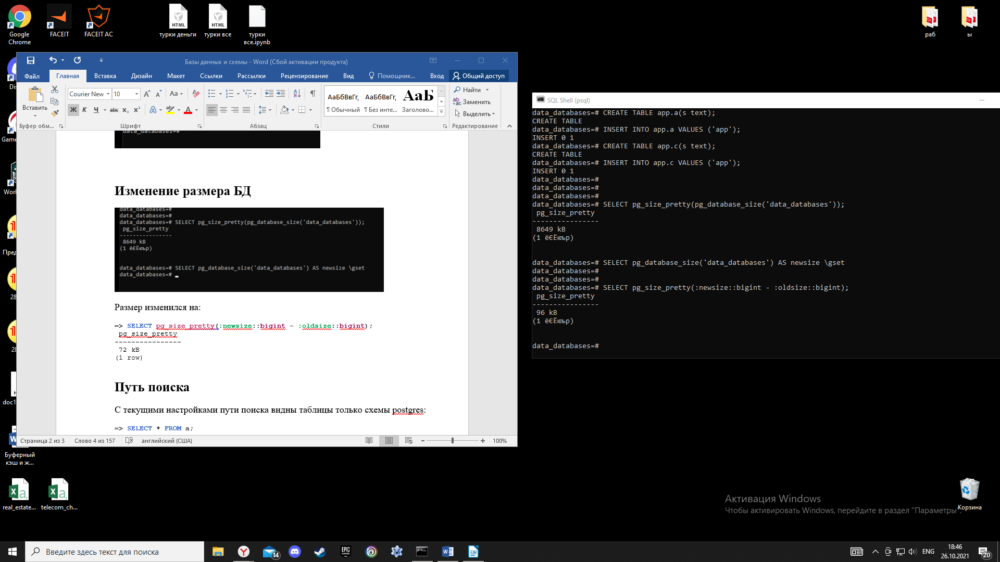 Google
Chrome
FACEIT
FACEIT AC
HTML
турки деньги
HTML
турки все
турки
все.ipynb
раб
ы
Базы данных и схемы - Word (Сбой активации продукта)
Файл
Главная
Вставка
Дизайн
Макет
Ссылки
Рассылки
Рецензирование
Вид
Помощник...
Вход
Общий доступ
Вставить
Courier New
10
Aa
Ж К Ч abc x₂ x²
АаБбВвГг,
АаБбВвГг,
АаБ
¶ Обычный
¶ Без инте...
Заголово...
Найти
Заменить
Выделить
Буфер обм...
Шрифт
Абзац
Стили
Редактирование
data_databases=#
Изменение размера БД
data_databases=#
data_databases=#
data_databases=# SELECT pg_size_pretty(pg_database_size('data_databases'));
pg_size_pretty
----------------
8649 kB
(1 ёЄЁюър)
data_databases=# SELECT pg_database_size('data_databases') AS newsize \gset
data_databases=#
Размер изменился на:
=> SELECT pg_size_pretty(:newsize::bigint - :oldsize::bigint);
pg_size_pretty
----------------
72 kB
(1 row)
Путь поиска
С текущими настройками пути поиска видны таблицы только схемы postgres:
=> SELECT * FROM a;
Страница 2 из 3
Слово 4 из 157
английский (США)
100%
SQL Shell (psql)
data_databases=# CREATE TABLE app.a(s text);
CREATE TABLE
data_databases=# INSERT INTO app.a VALUES ('app');
INSERT 0 1
data_databases=# CREATE TABLE app.c(s text);
CREATE TABLE
data_databases=# INSERT INTO app.c VALUES ('app');
INSERT 0 1
data_databases=#
data_databases=#
data_databases=#
data_databases=# SELECT pg_size_pretty(pg_database_size('data_databases'));
pg_size_pretty
----------------
8649 kB
(1 ёЄЁюър)
data_databases=# SELECT pg_database_size('data_databases') AS newsize \gset
data_databases=#
data_databases=#
data_databases=# SELECT pg_size_pretty(:newsize::bigint - :oldsize::bigint);
pg_size_pretty
----------------
96 kB
(1 ёЄЁюър)
data_databases=#
Dis
Game
Worl
Пред
28
28
doc1
Буферный
кэш и ж...
real_estate...
telecom_ch...
Корзина
Активация Windows
Чтобы активировать Windows, перейдите в раздел "Параметры".
Введите здесь текст для поиска
14
EPIC
GAMES
ENG
18:46
26.10.2021
20